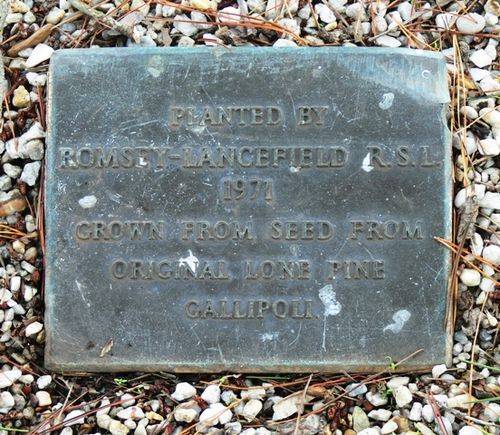 PLANTED BY
ROMSEY-LANCEFIELD R.S.L.
1971
GROWN FROM SEED FROM
ORIGINAL LONE PINE
GALLIPOLI.